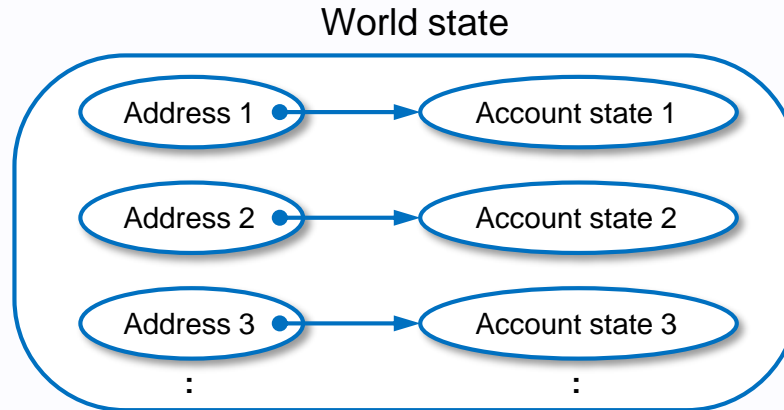 World state
Address 1 Account state 1
Address 2 Account state 2
Address 3 Account state 3
: :